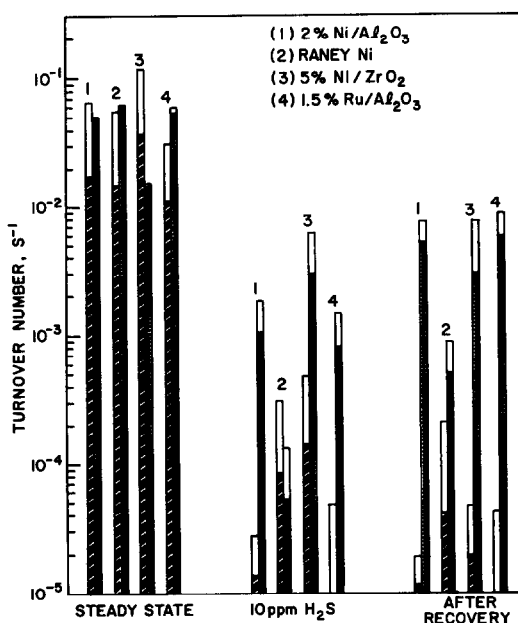 (1) 2% Ni/Aℓ₂O₃
(2) RANEY Ni
(3) 5% NI/ZrO₂
(4) 1.5% Ru/Aℓ₂O₃
TURNOVER NUMBER, S⁻¹
10⁻¹
10⁻²
10⁻³
10⁻⁴
10⁻⁵
1 2 3 4
1 2 3 4
1 2 3 4
STEADY STATE
10ppm H₂S
AFTER
RECOVERY